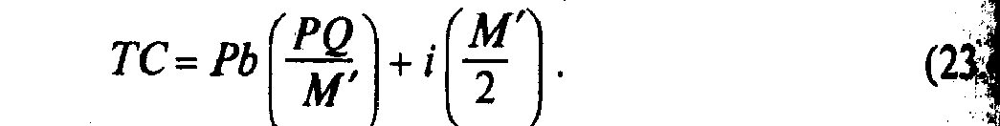 TC = Pb(PQ/M′) + i(M′/2). (23.